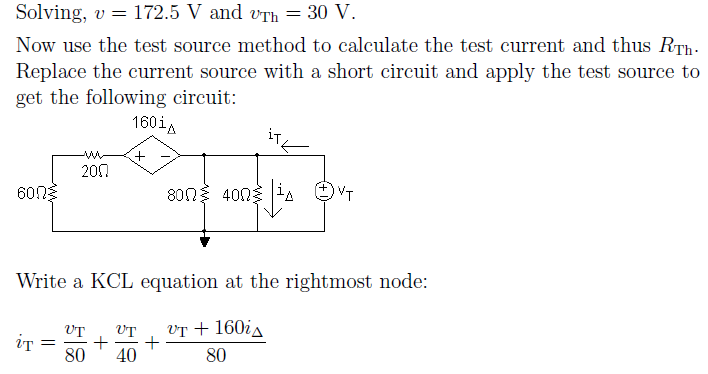 Solving, v = 172.5 V and vTh = 30 V.
Now use the test source method to calculate the test current and thus RTh.
Replace the current source with a short circuit and apply the test source to
get the following circuit:
160iΔ
iT
+ −
20Ω
60Ω
80Ω
40Ω
iΔ
+
−
vT
Write a KCL equation at the rightmost node:
iT = vT/80 + vT/40 + (vT + 160iΔ)/80